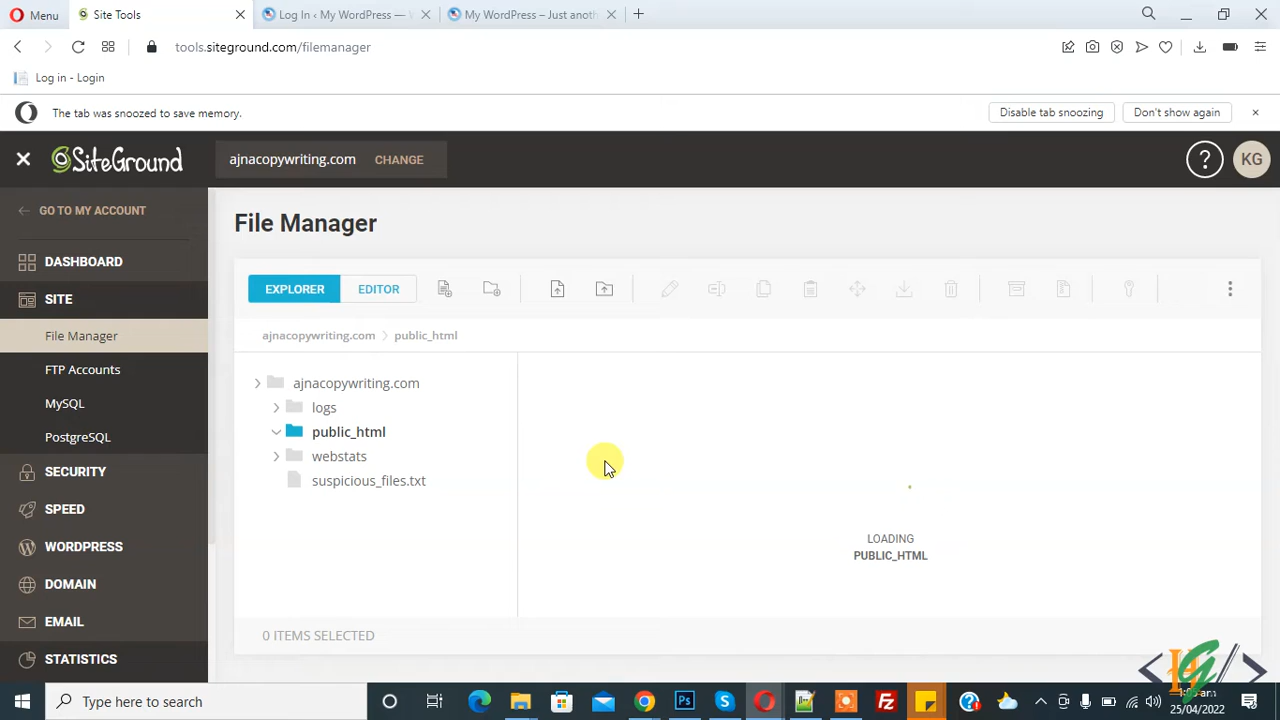 Menu
Site Tools
Log In ‹ My WordPress —
My WordPress – Just anoth
tools.siteground.com/filemanager
Log in - Login
The tab was snoozed to save memory.
Disable tab snoozing
Don't show again
SiteGround
ajnacopywriting.com CHANGE
?
KG
GO TO MY ACCOUNT
DASHBOARD
SITE
File Manager
FTP Accounts
MySQL
PostgreSQL
SECURITY
SPEED
WORDPRESS
DOMAIN
EMAIL
STATISTICS
File Manager
EXPLORER EDITOR
ajnacopywriting.com > public_html
ajnacopywriting.com
logs
public_html
webstats
suspicious_files.txt
LOADING
PUBLIC_HTML
0 ITEMS SELECTED
Type here to search
25/04/2022